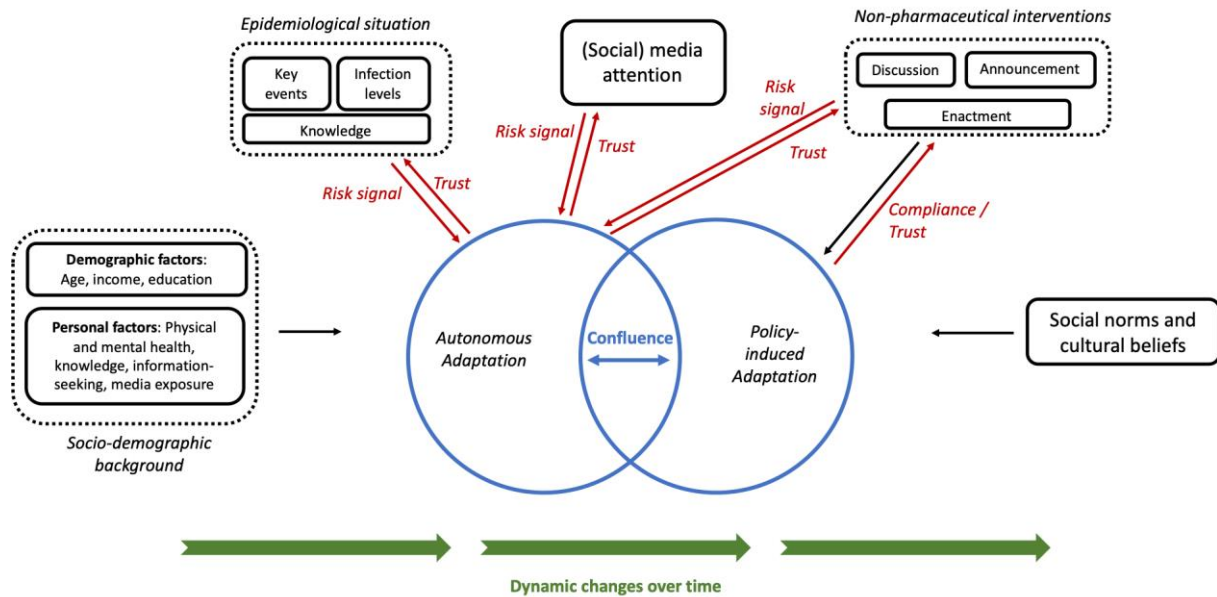 Epidemiological situation
Key
events
Infection
levels
Knowledge
(Social) media
attention
Non-pharmaceutical interventions
Discussion
Announcement
Enactment
Risk signal
Trust
Risk signal
Trust
Risk
signal
Trust
Compliance /
Trust
Demographic factors:
Age, income, education
Personal factors: Physical
and mental health,
knowledge, information-
seeking, media exposure
Socio-demographic
background
Autonomous
Adaptation
Confluence
Policy-
induced
Adaptation
Social norms and
cultural beliefs
Dynamic changes over time